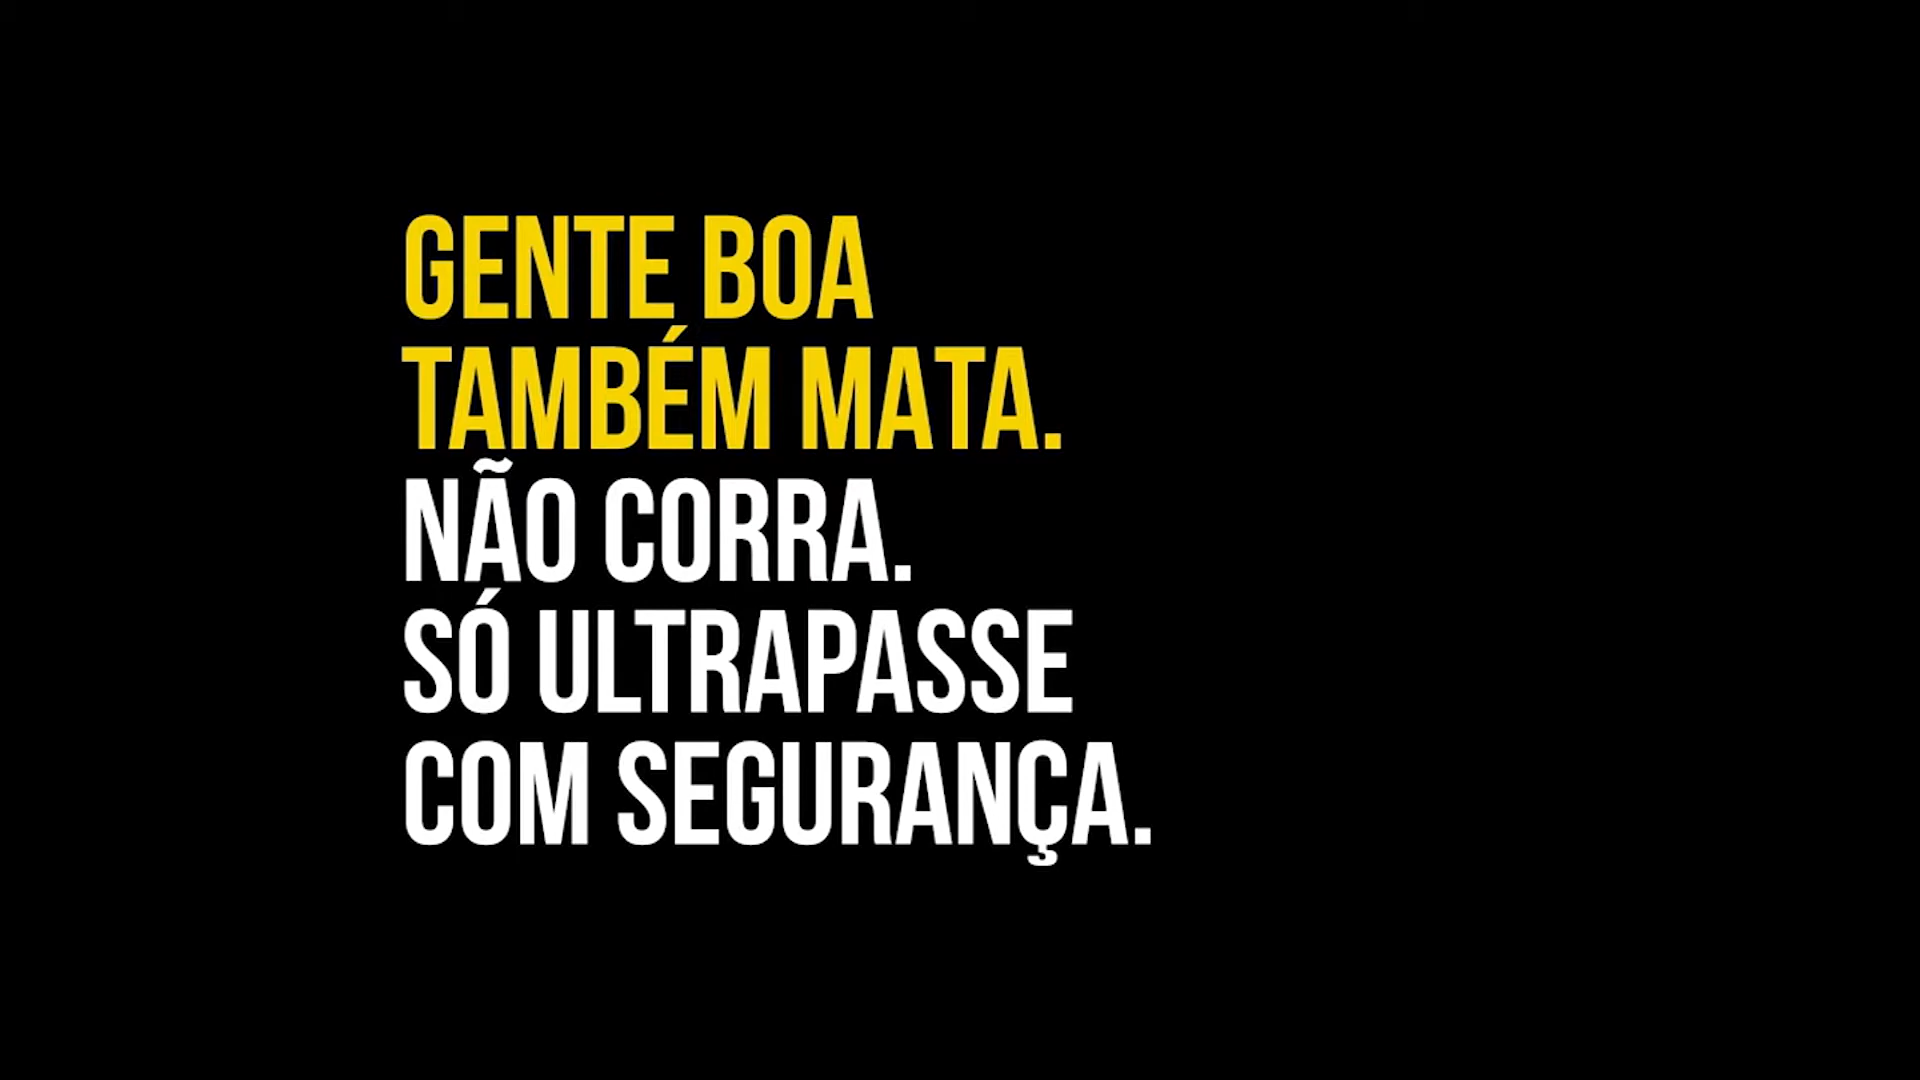 GENTE BOA
TAMBÉM MATA.
NÃO CORRA.
SÓ ULTRAPASSE
COM SEGURANÇA.